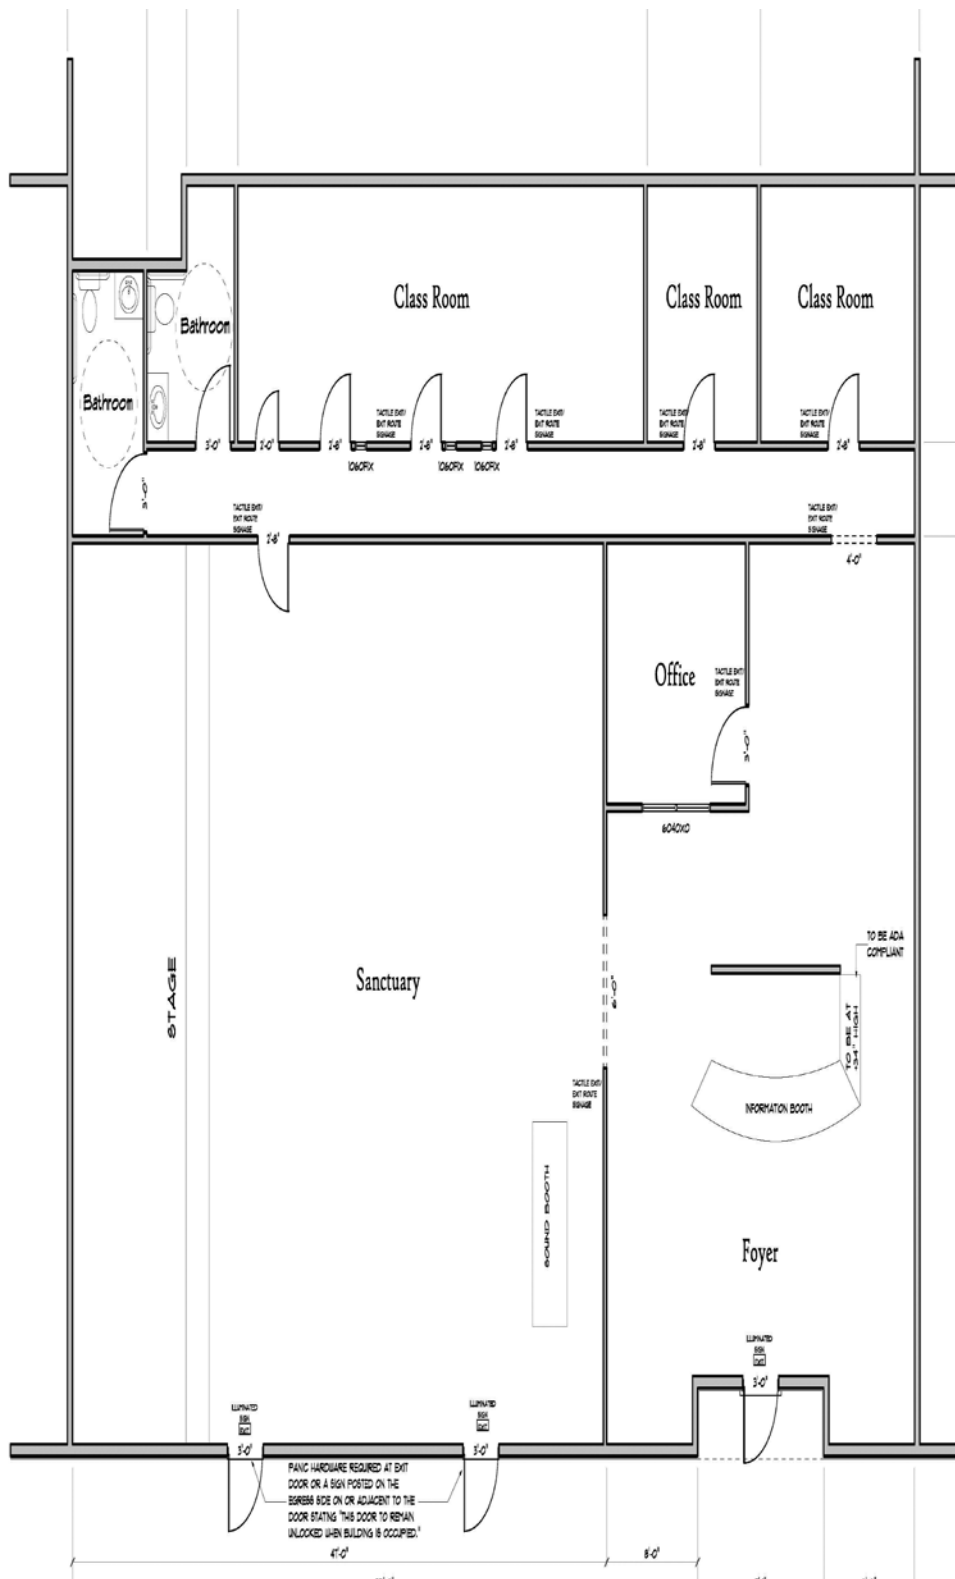 Class Room
Class Room
Class Room
Bathroom
Bathroom
TACTILE EXIT/
EXIT ROUTE
SIGNAGE
TACTILE EXIT/
EXIT ROUTE
SIGNAGE
TACTILE EXIT/
EXIT ROUTE
SIGNAGE
TACTILE EXIT/
EXIT ROUTE
SIGNAGE
3'-0"
2'-0"
2'-8"
2'-8"
2'-8"
2'-8"
2'-8"
1060FIX
1060FIX
1060FIX
3'-0"
TACTILE EXIT/
EXIT ROUTE
SIGNAGE
TACTILE EXIT/
EXIT ROUTE
SIGNAGE
2'-8"
4'-0"
Office
TACTILE EXIT/
EXIT ROUTE
SIGNAGE
3'-0"
6040XO
TO BE ADA
COMPLIANT
STAGE
Sanctuary
6'-0"
TO BE AT
34" HIGH
TACTILE EXIT/
EXIT ROUTE
SIGNAGE
INFORMATION BOOTH
SOUND BOOTH
Foyer
ILLUMINATED
SIGN
EXIT
3'-0"
ILLUMINATED
SIGN
EXIT
3'-0"
ILLUMINATED
SIGN
EXIT
3'-0"
PANIC HARDWARE REQUIRED AT EXIT
DOOR OR A SIGN POSTED ON THE
EGRESS SIDE ON OR ADJACENT TO THE
DOOR STATING "THIS DOOR TO REMAIN
UNLOCKED WHEN BUILDING IS OCCUPIED."
47'-0"
8'-0"